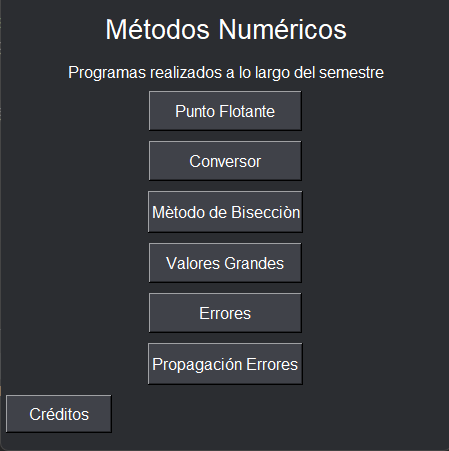 Métodos Numéricos
Programas realizados a lo largo del semestre
Punto Flotante
Conversor
Mètodo de Bisecciòn
Valores Grandes
Errores
Propagación Errores
Créditos